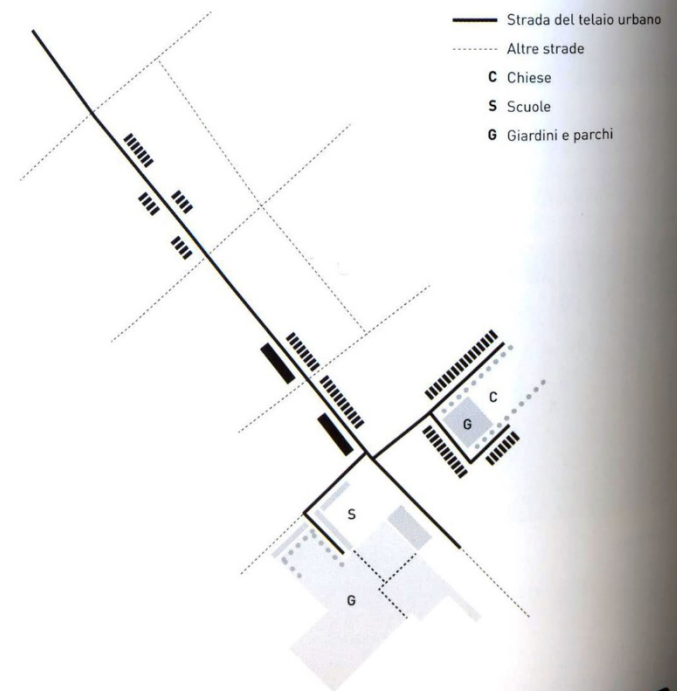 Strada del telaio urbano
Altre strade
C Chiese
S Scuole
G Giardini e parchi
C
G
S
G